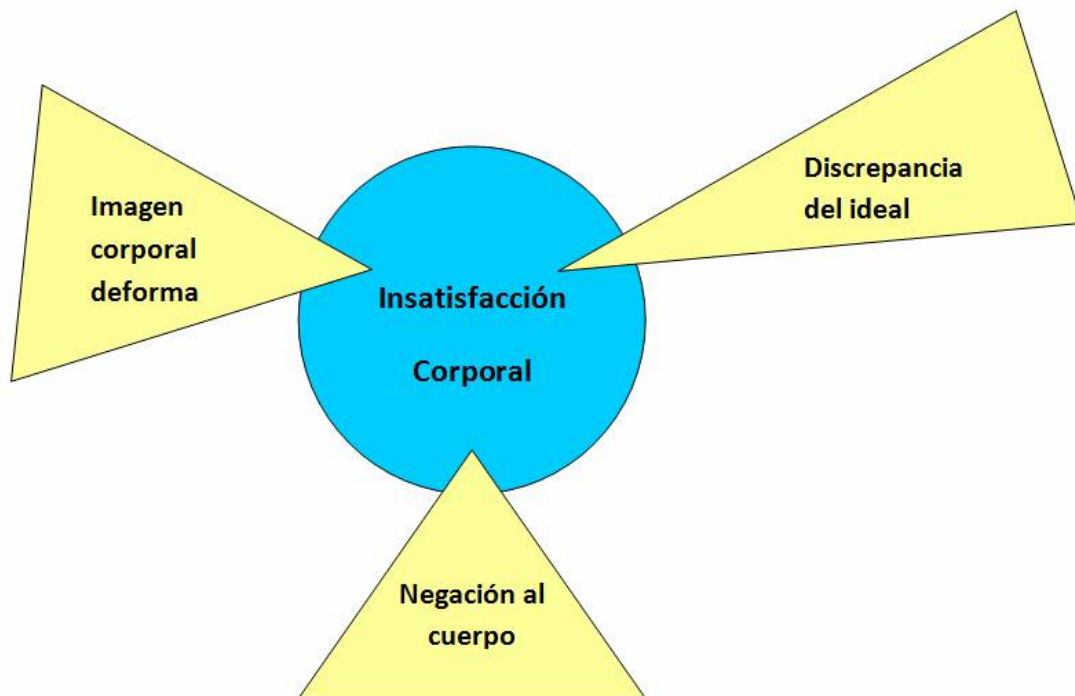 Imagen
corporal
deforma
Discrepancia
del ideal
Insatisfacción
Corporal
Negación al
cuerpo